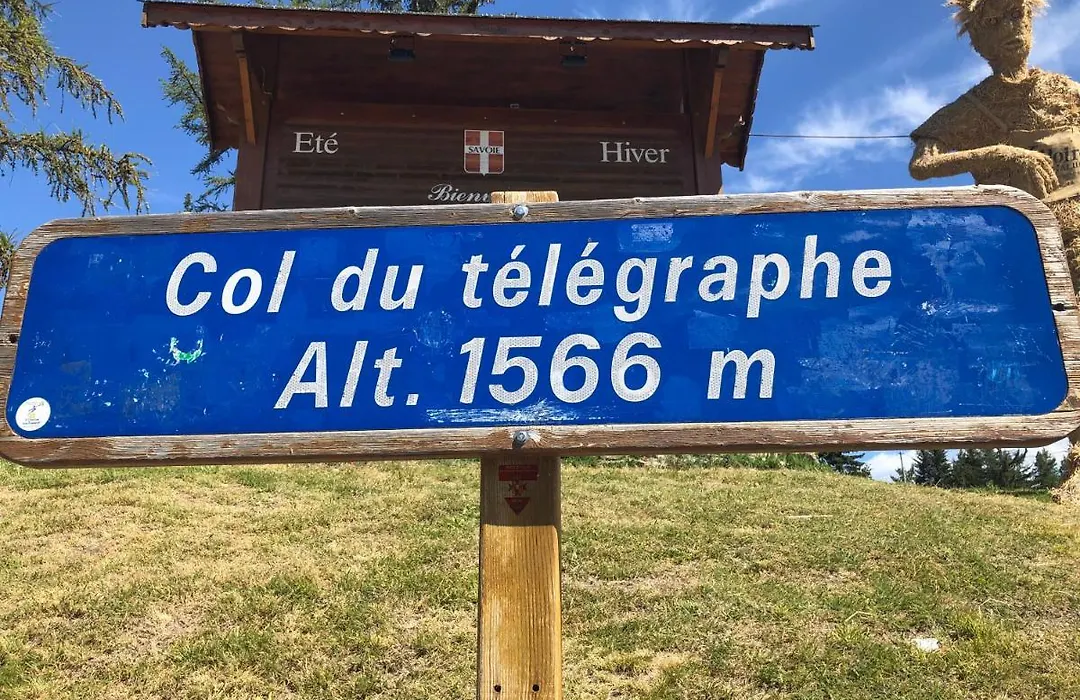 Eté
SAVOIE
Hiver
Col du télégraphe
Alt. 1566 m